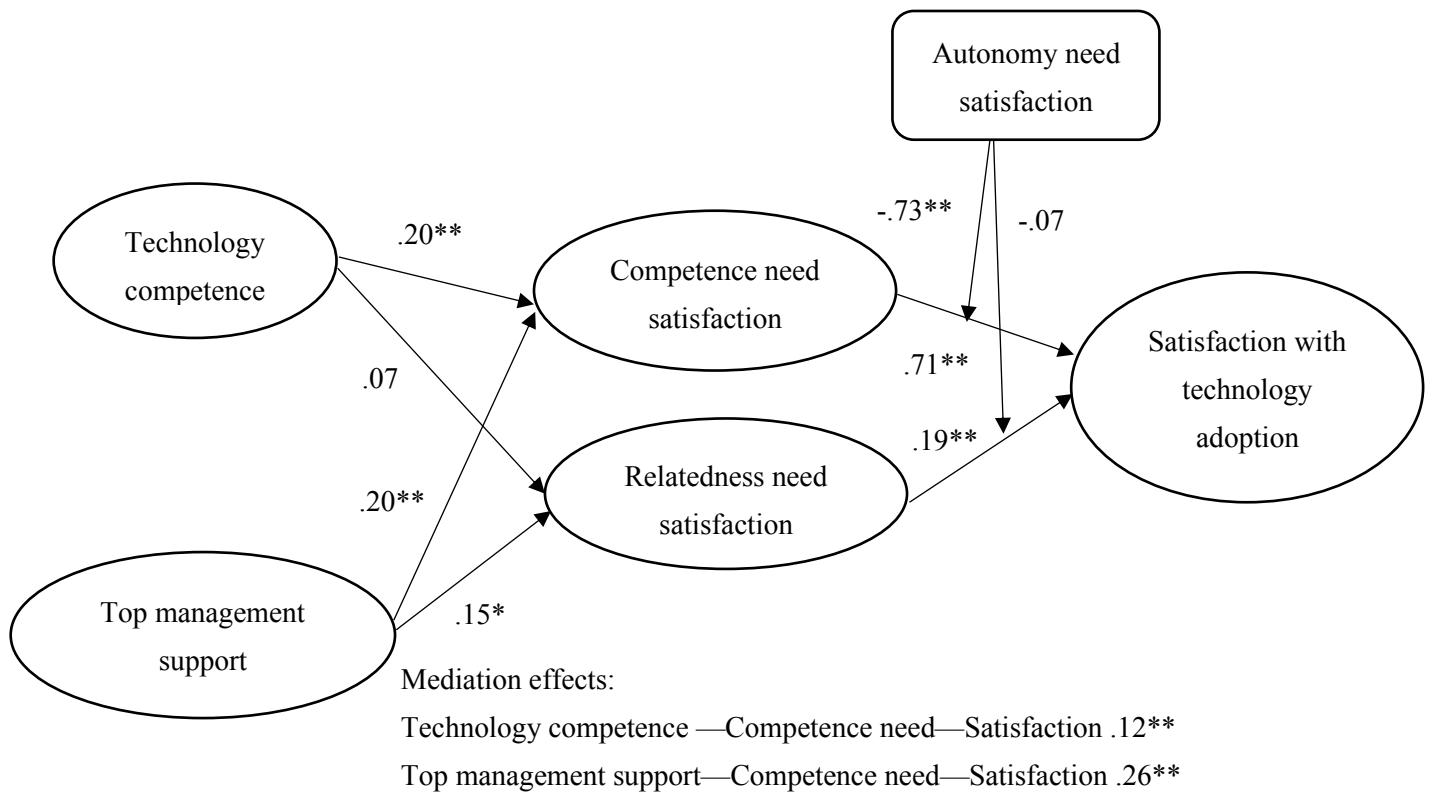 Autonomy need
satisfaction
Technology
competence
.20**
Competence need
satisfaction
-.73**
-.07
Satisfaction with
technology
adoption
.07
.71**
.19**
.20**
Relatedness need
satisfaction
Top management
support
.15*
Mediation effects:
Technology competence —Competence need—Satisfaction .12**
Top management support—Competence need—Satisfaction .26**